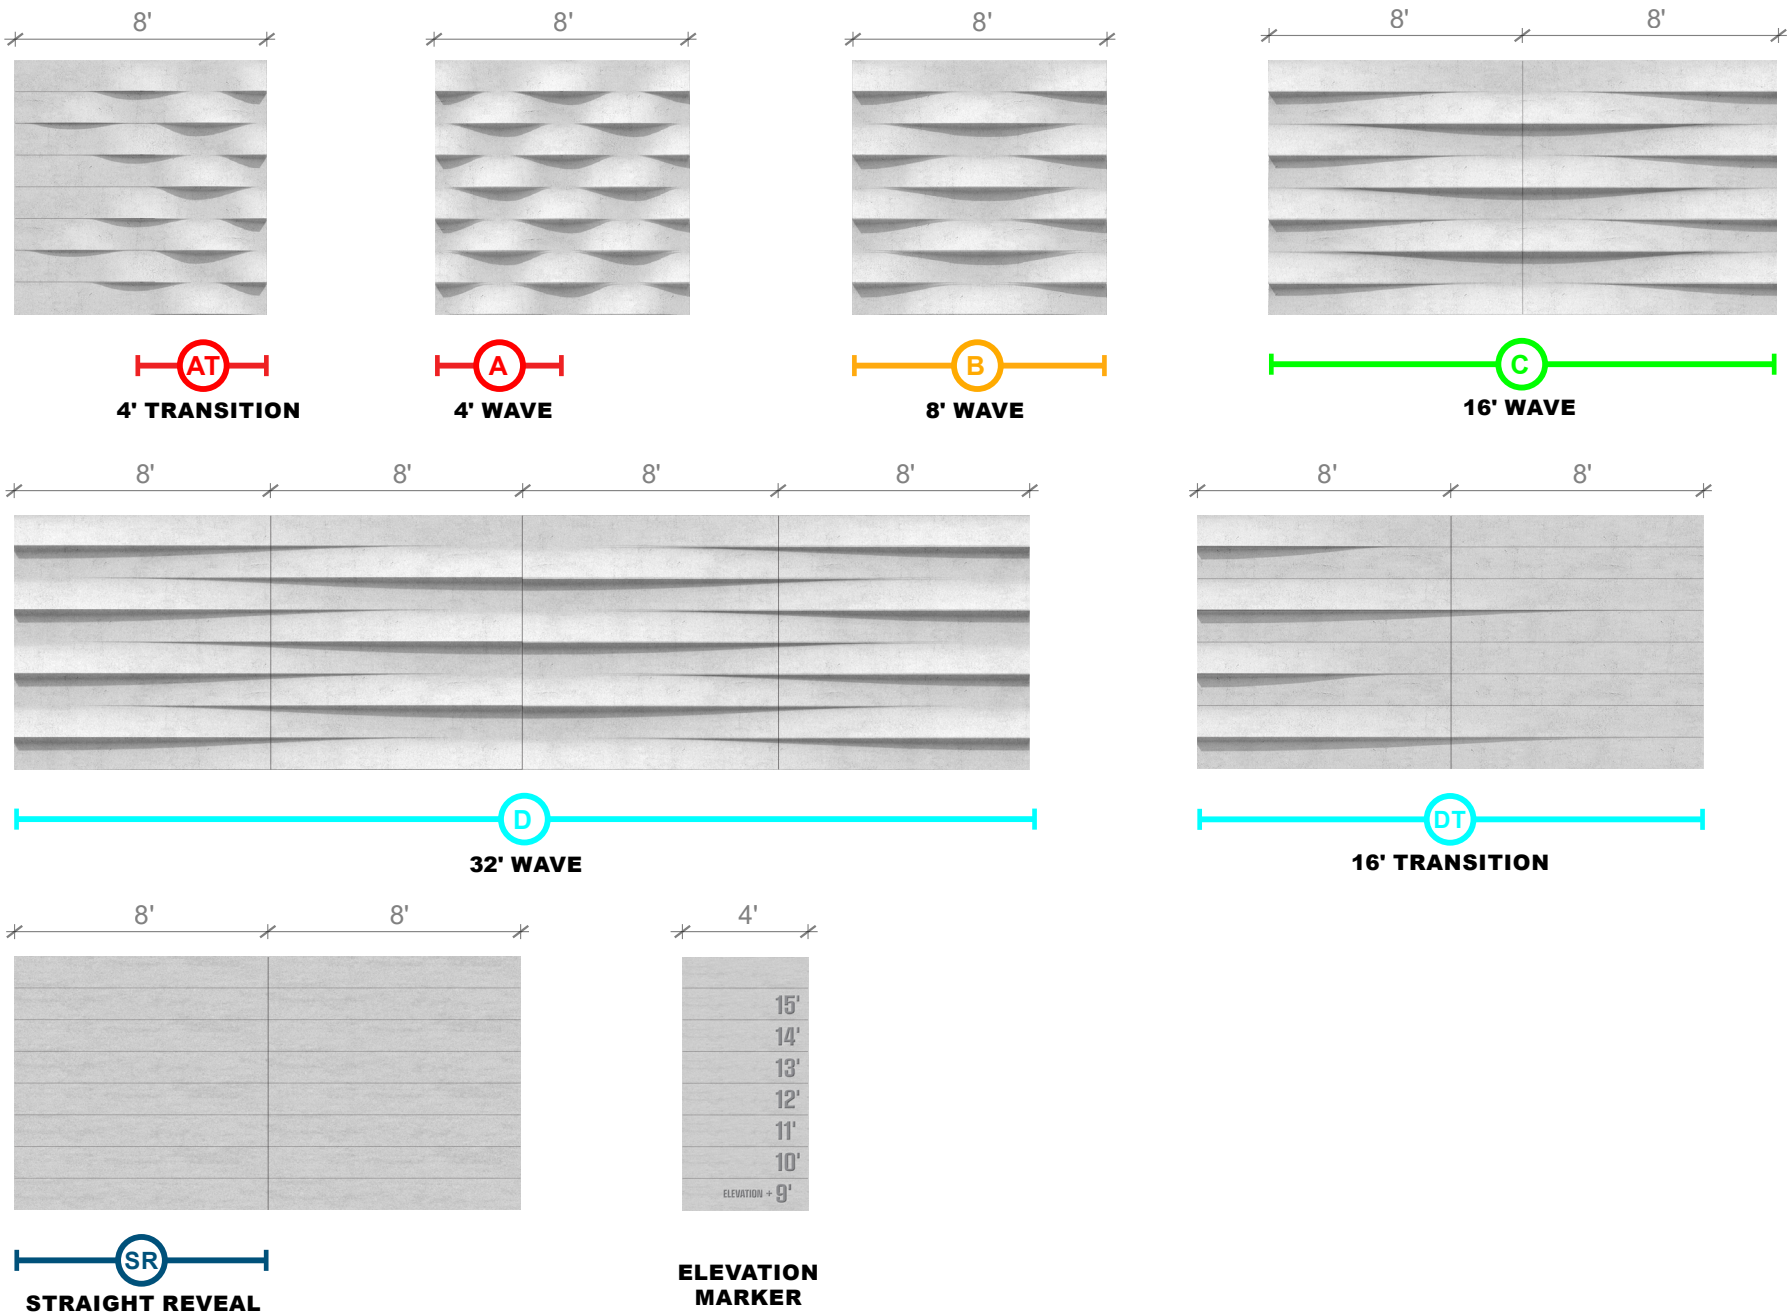 8' 8' 8' 8' 8'
AT A B C
4' TRANSITION 4' WAVE 8' WAVE 16' WAVE
8' 8' 8' 8' 8' 8'
D DT
32' WAVE 16' TRANSITION
8' 8' 4'
15'
14'
13'
12'
11'
10'
ELEVATION + 9'
SR
STRAIGHT REVEAL
ELEVATION
MARKER